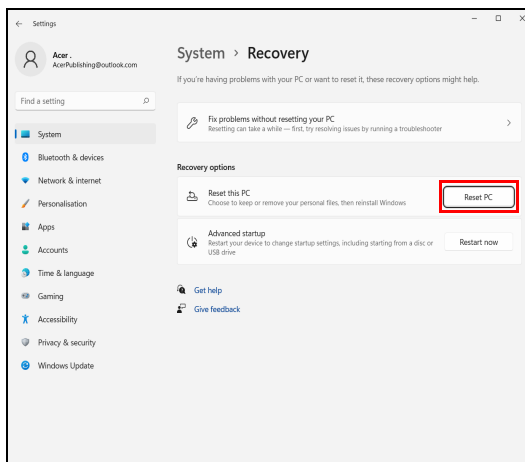 Settings
Acer .
AcerPublishing@outlook.com
Find a setting
System
Bluetooth & devices
Network & internet
Personalisation
Apps
Accounts
Time & language
Gaming
Accessibility
Privacy & security
Windows Update
System > Recovery
If you're having problems with your PC or want to reset it, these recovery options might help.
Fix problems without resetting your PC
Resetting can take a while — first, try resolving issues by running a troubleshooter
Recovery options
Reset this PC
Choose to keep or remove your personal files, then reinstall Windows
Reset PC
Advanced startup
Restart your device to change startup settings, including starting from a disc or
USB drive
Restart now
Get help
Give feedback